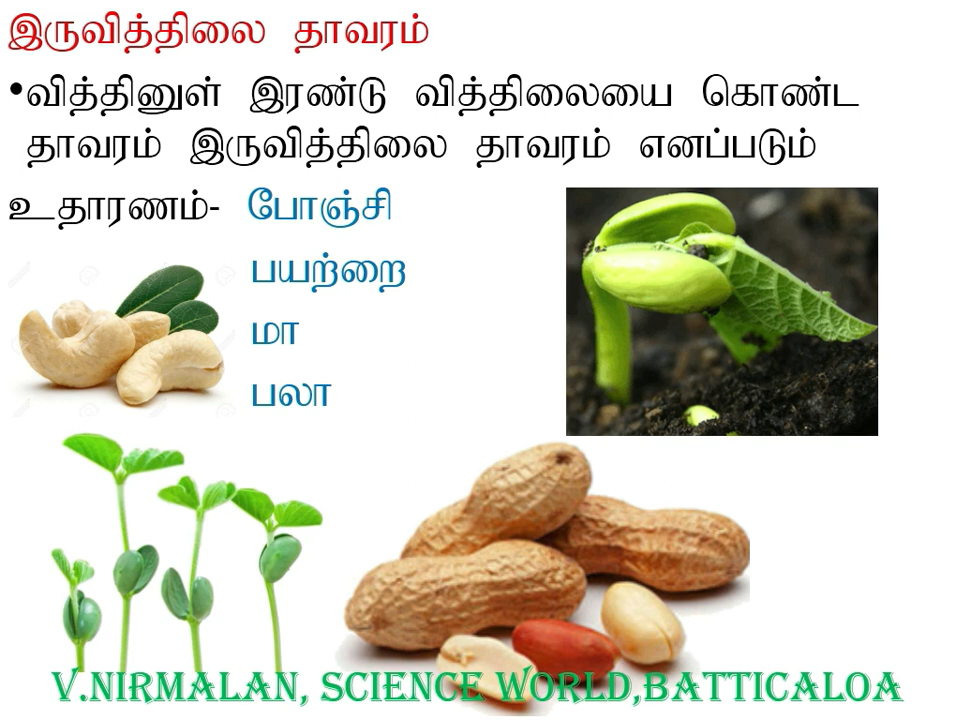 இருவித்திலை தாவரம்
•வித்தினுள் இரண்டு வித்திலையை கொண்ட
தாவரம் இருவித்திலை தாவரம் எனப்படும்
உதாரணம்- போஞ்சி
பயற்றை
மா
பலா
V.NIRMALAN, SCIENCE WORLD,BATTICALOA